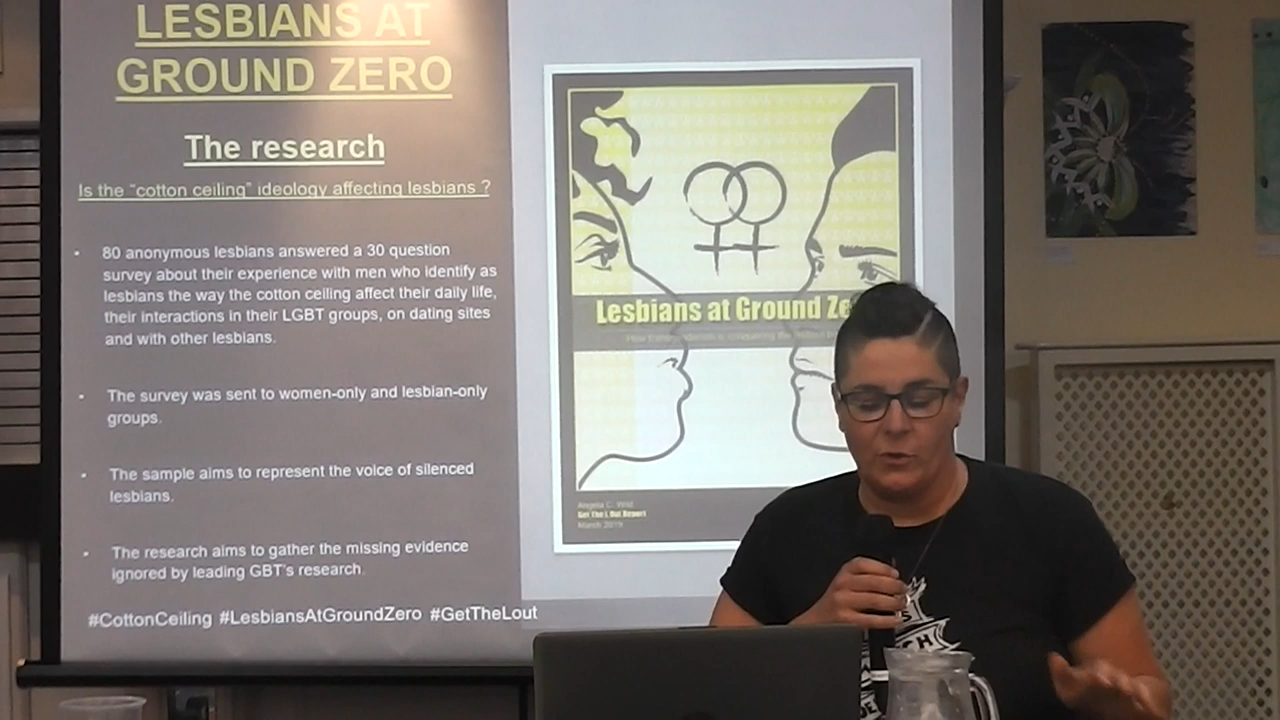 LESBIANS AT
GROUND ZERO
The research
Is the "cotton ceiling" ideology affecting lesbians ?
• 80 anonymous lesbians answered a 30 question
survey about their experience with men who identify as
lesbians the way the cotton ceiling affect their daily life,
their interactions in their LGBT groups, on dating sites
and with other lesbians.
• The survey was sent to women-only and lesbian-only
groups.
• The sample aims to represent the voice of silenced
lesbians.
• The research aims to gather the missing evidence
ignored by leading GBT's research.
#CottonCeiling #LesbiansAtGroundZero #GetTheLout
Lesbians at Ground Ze
Angela C. Wild
Get The L Out Report
March 2019